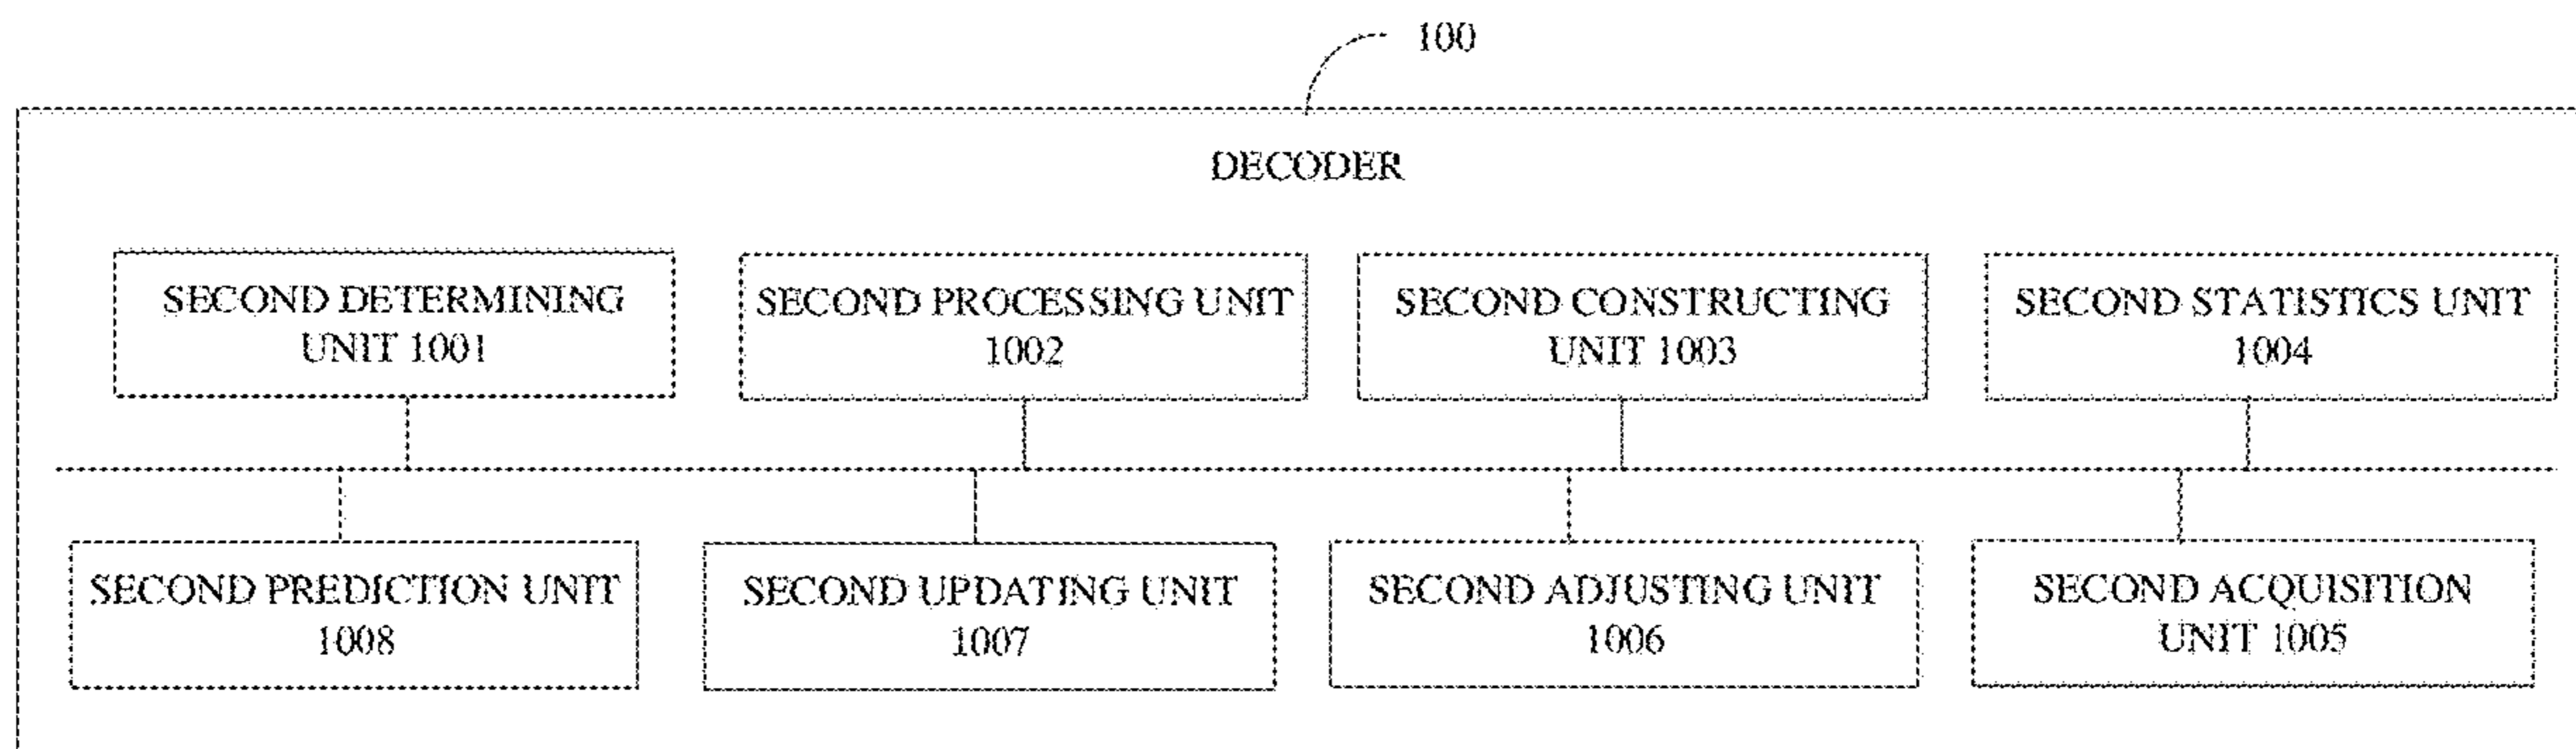 100
DECODER
SECOND DETERMINING
UNIT 1001
SECOND PROCESSING UNIT
1002
SECOND CONSTRUCTING
UNIT 1003
SECOND STATISTICS UNIT
1004
SECOND PREDICTION UNIT
1008
SECOND UPDATING UNIT
1007
SECOND ADJUSTING UNIT
1006
SECOND ACQUISITION
UNIT 1005